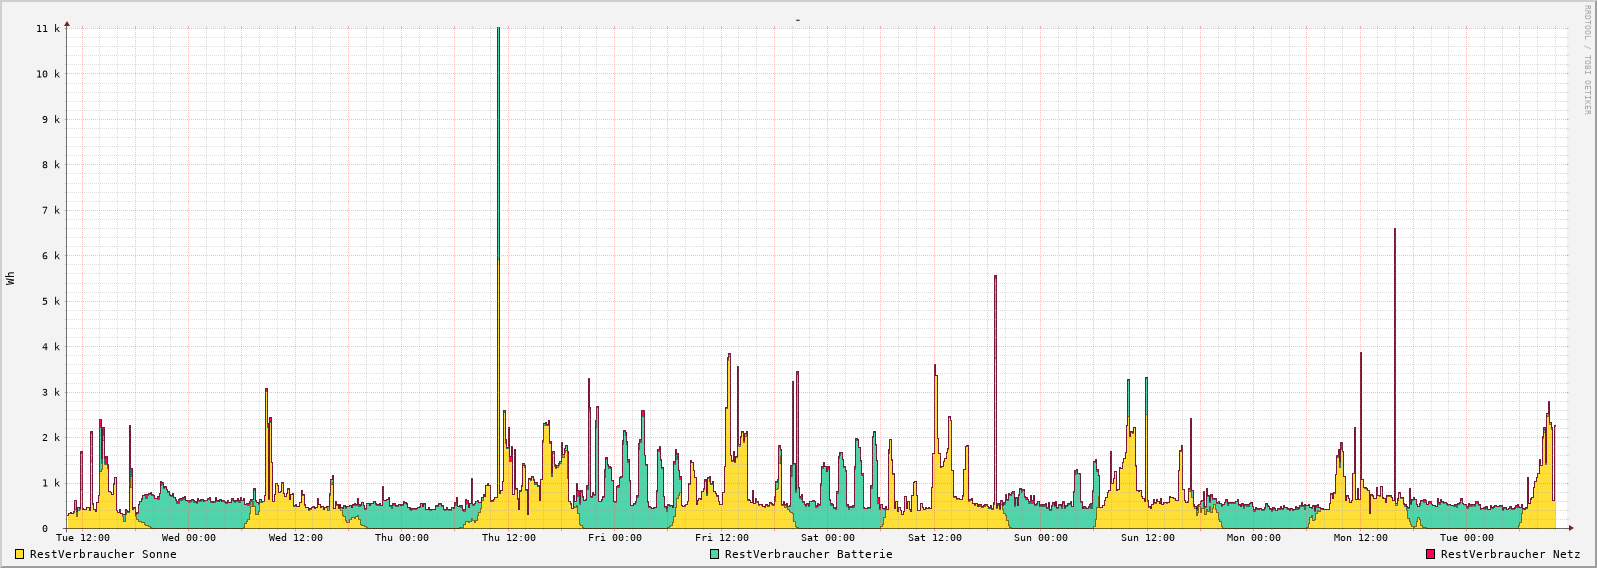 -
RRDTOOL / TOBI OETIKER
Wh
11 k
10 k
9 k
8 k
7 k
6 k
5 k
4 k
3 k
2 k
1 k
0
Tue 12:00 Wed 00:00 Wed 12:00 Thu 00:00 Thu 12:00 Fri 00:00 Fri 12:00 Sat 00:00 Sat 12:00 Sun 00:00 Sun 12:00 Mon 00:00 Mon 12:00 Tue 00:00
RestVerbraucher Sonne RestVerbraucher Batterie RestVerbraucher Netz